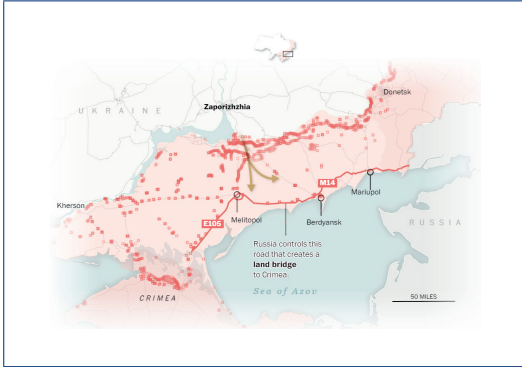 Donetsk
UKRAINE
Zaporizhzhia
M14
Mariupol
Kherson
E105
Melitopol
Berdyansk
RUSSIA
Russia controls this
road that creates a
land bridge
to Crimea.
CRIMEA
Sea of Azov
50 MILES